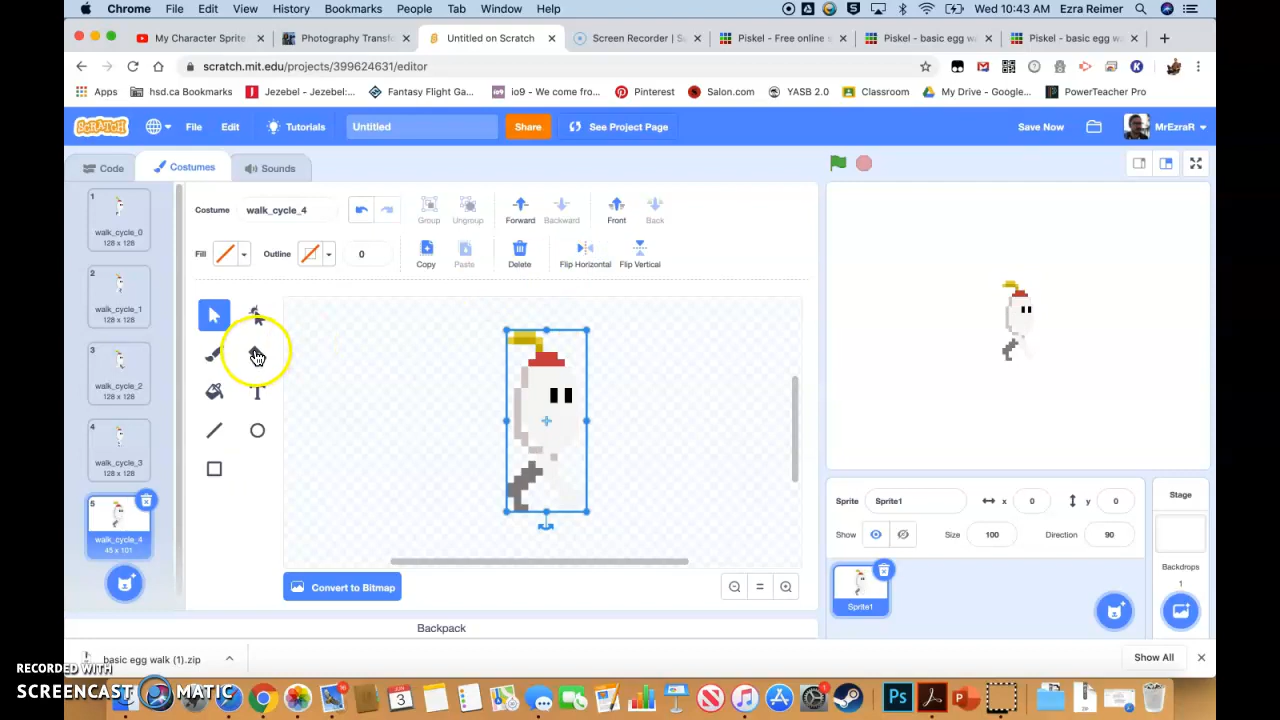 Chrome File Edit View History Bookmarks People Tab Window Help Wed 10:43 AM Ezra Reimer
My Character Sprite Photography Transfo Untitled on Scratch Screen Recorder | S Piskel - Free online s Piskel - basic egg w Piskel - basic egg w
scratch.mit.edu/projects/399624631/editor
Apps hsd.ca Bookmarks Jezebel - Jezebel:... Fantasy Flight Ga... io9 - We come fro... Pinterest Salon.com YASB 2.0 Classroom My Drive - Google... PowerTeacher Pro
SCRATCH File Edit Tutorials Untitled Share See Project Page Save Now MrEzraR
Code Costumes Sounds
Costume walk_cycle_4 Group Ungroup Forward Backward Front Back
Fill Outline 0 Copy Paste Delete Flip Horizontal Flip Vertical
1
walk_cycle_0
128 x 128
2
walk_cycle_1
128 x 128
3
walk_cycle_2
128 x 128
4
walk_cycle_3
128 x 128
5
walk_cycle_4
45 x 101
T
Convert to Bitmap
Backpack
Sprite Sprite1 x 0 y 0
Show Size 100 Direction 90
Sprite1
Stage
Backdrops
1
basic egg walk (1).zip Show All
RECORDED WITH
SCREENCAST MATIC
JUN
3
Ps
P